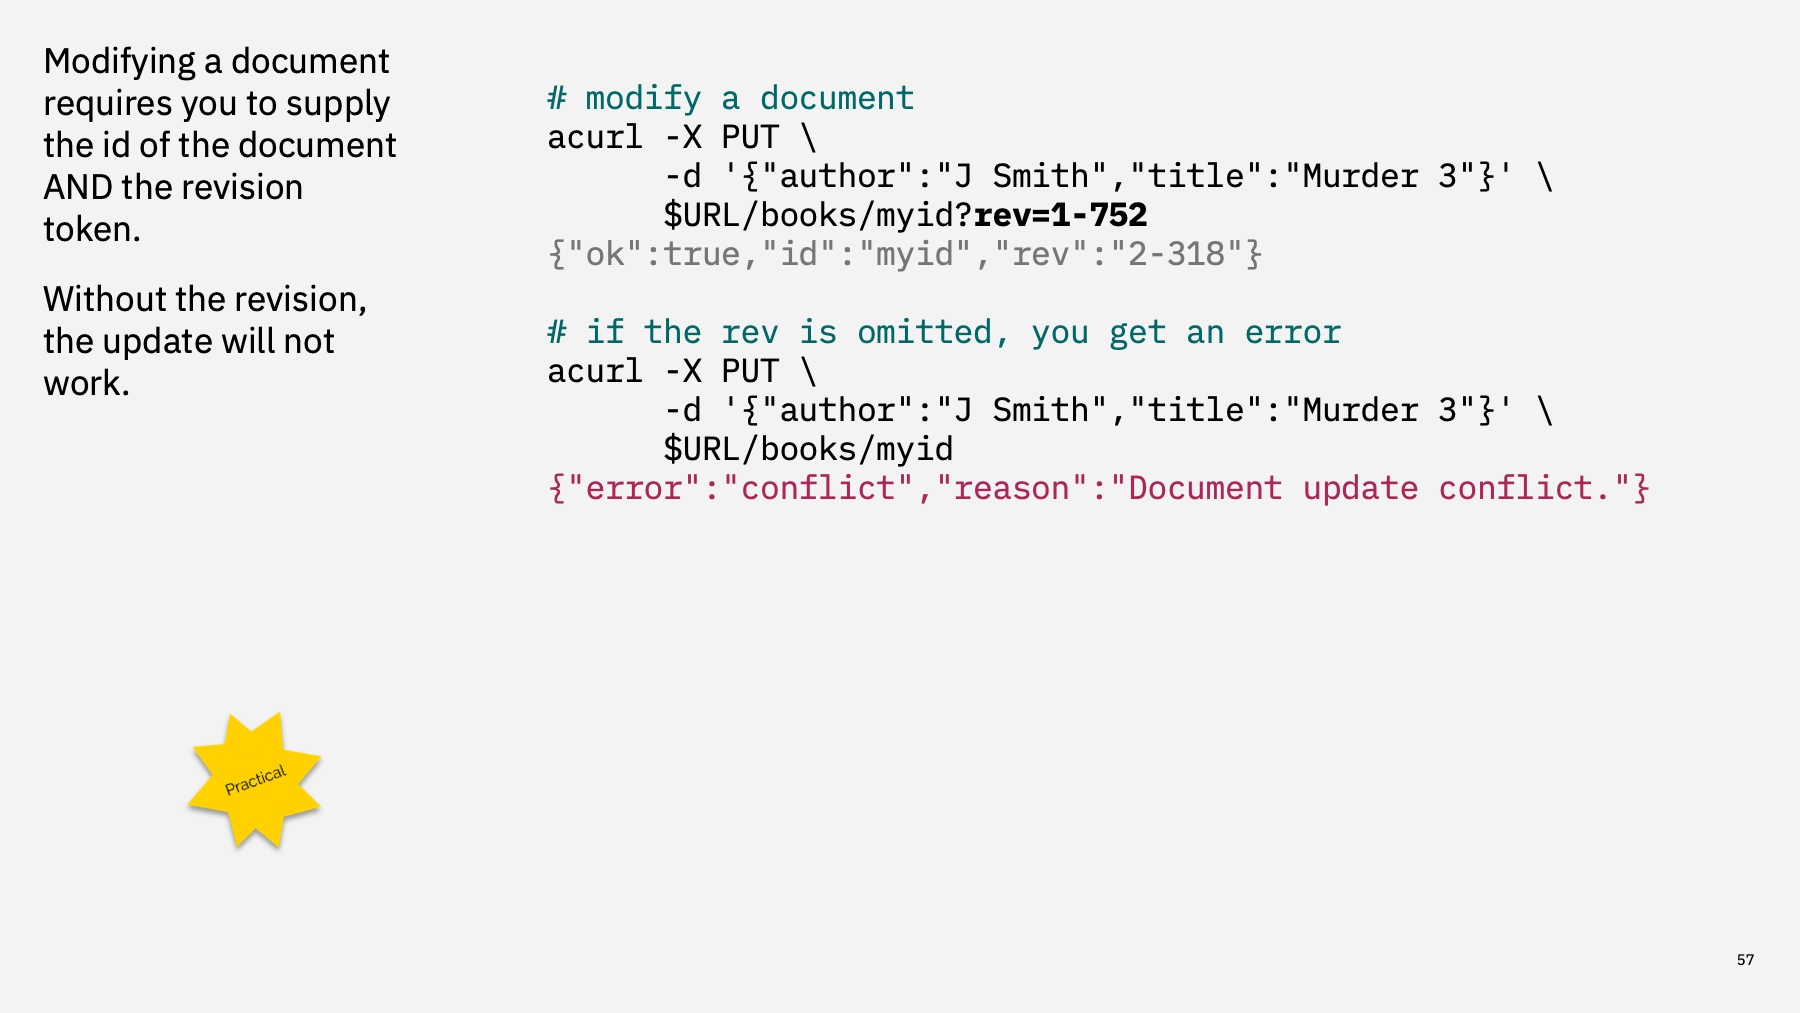 Modifying a document
requires you to supply
the id of the document
AND the revision
token.
Without the revision,
the update will not
work.
# modify a document
acurl -X PUT \
-d '{"author":"J Smith","title":"Murder 3"}' \
$URL/books/myid?rev=1-752
{"ok":true,"id":"myid","rev":"2-318"}
# if the rev is omitted, you get an error
acurl -X PUT \
-d '{"author":"J Smith","title":"Murder 3"}' \
$URL/books/myid
{"error":"conflict","reason":"Document update conflict."}
Practical
57